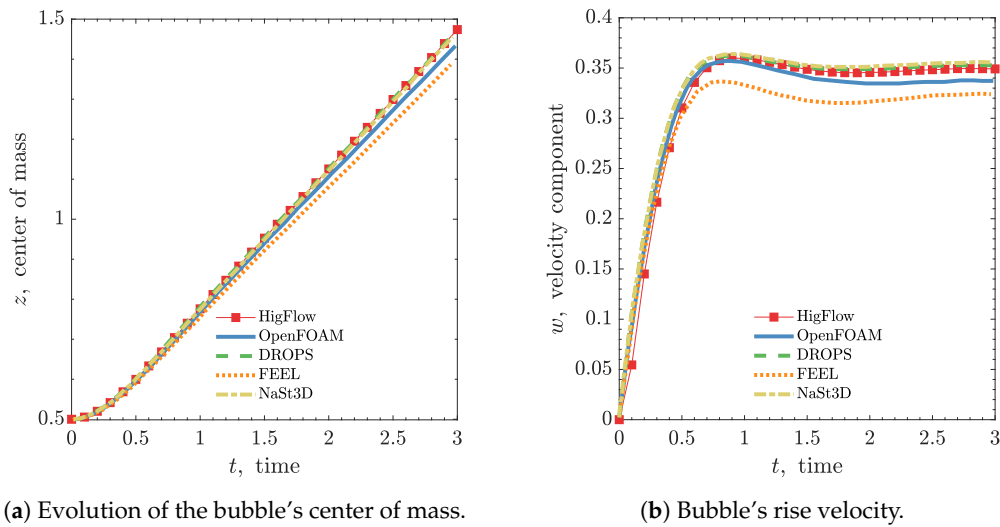 1.5
1
0.5
0
0.5
1
1.5
2
2.5
3
z, center of mass
t, time
HigFlow
OpenFOAM
DROPS
FEEL
NaSt3D
(a) Evolution of the bubble's center of mass.
0.4
0.35
0.3
0.25
0.2
0.15
0.1
0.05
0
0
0.5
1
1.5
2
2.5
3
w, velocity component
t, time
HigFlow
OpenFOAM
DROPS
FEEL
NaSt3D
(b) Bubble's rise velocity.